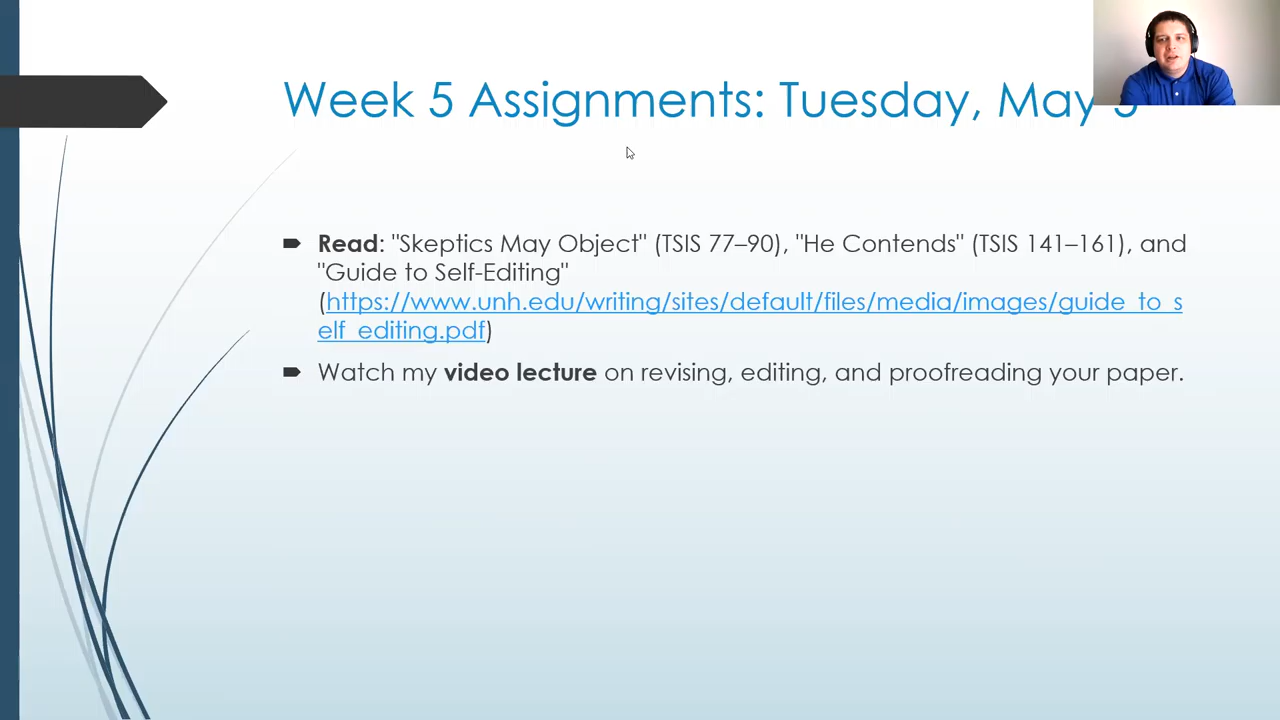 Week 5 Assignments: Tuesday, May
Read: "Skeptics May Object" (TSIS 77–90), "He Contends" (TSIS 141–161), and
"Guide to Self-Editing"
(https://www.unh.edu/writing/sites/default/files/media/images/guide_to_s
elf_editing.pdf)
Watch my video lecture on revising, editing, and proofreading your paper.